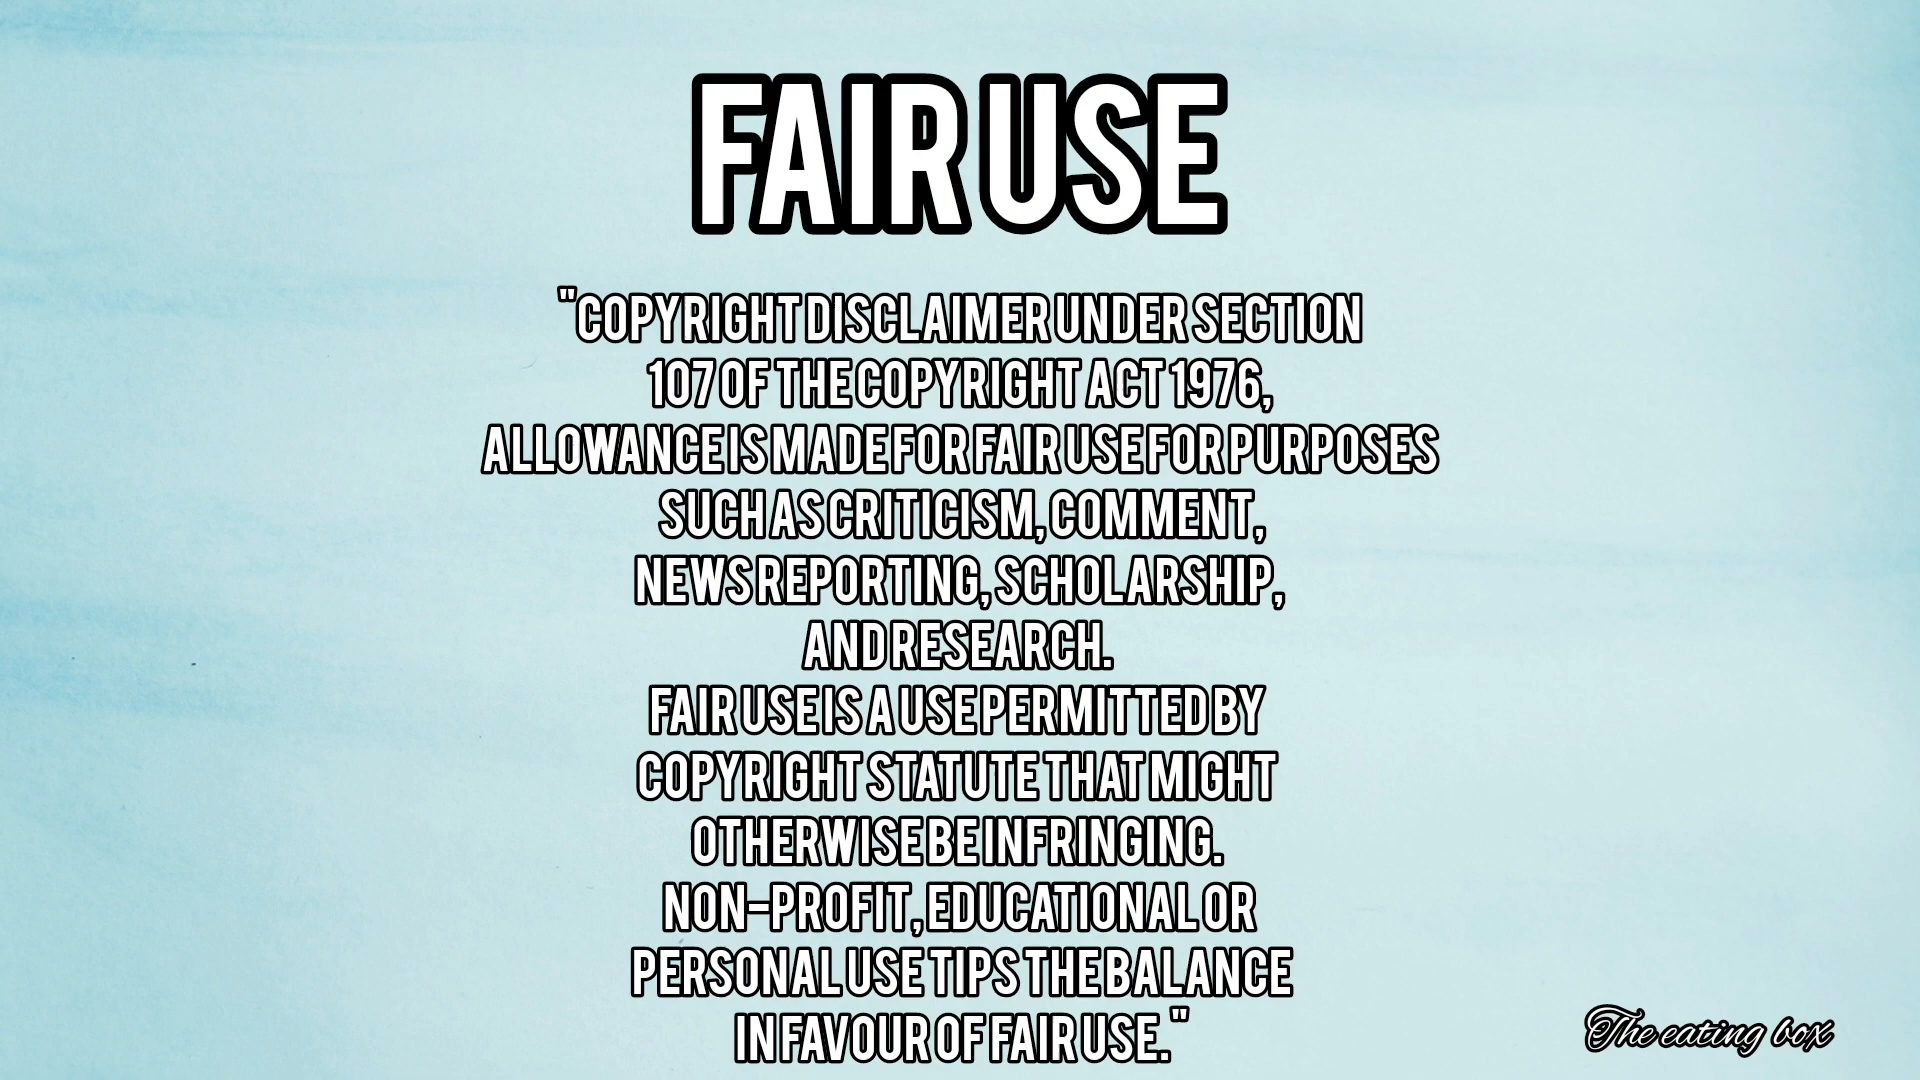 FAIR USE
"COPYRIGHT DISCLAIMER UNDER SECTION
107 OF THE COPYRIGHT ACT 1976,
ALLOWANCE IS MADE FOR FAIR USE FOR PURPOSES
SUCH AS CRITICISM, COMMENT,
NEWS REPORTING, SCHOLARSHIP,
AND RESEARCH.
FAIR USE IS A USE PERMITTED BY
COPYRIGHT STATUTE THAT MIGHT
OTHERWISE BE INFRINGING.
NON-PROFIT, EDUCATIONAL OR
PERSONAL USE TIPS THE BALANCE
IN FAVOUR OF FAIR USE."
The eating box